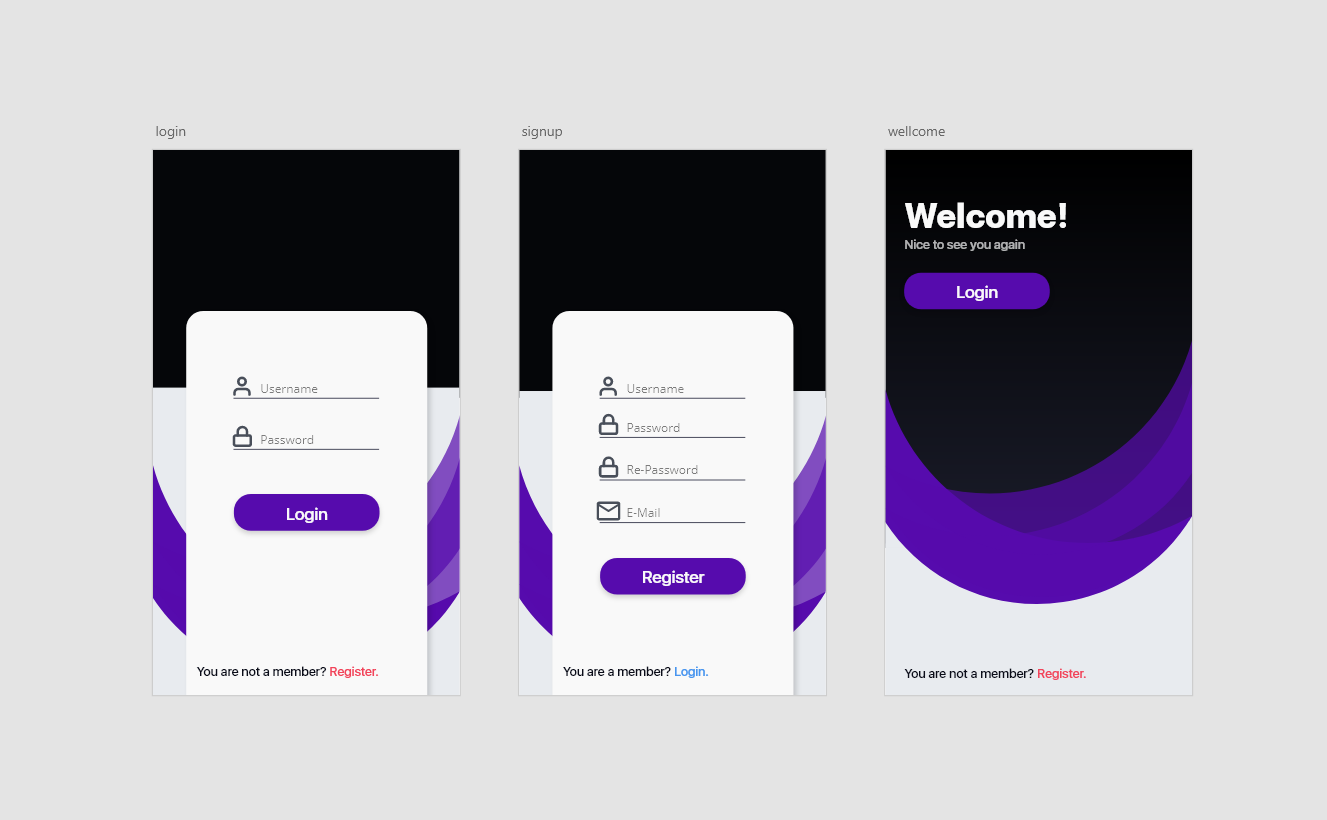 login
Username
Password
Login
You are not a member? Register.
signup
Username
Password
Re-Password
E-Mail
Register
You are a member? Login.
wellcome
Welcome!
Nice to see you again
Login
You are not a member? Register.